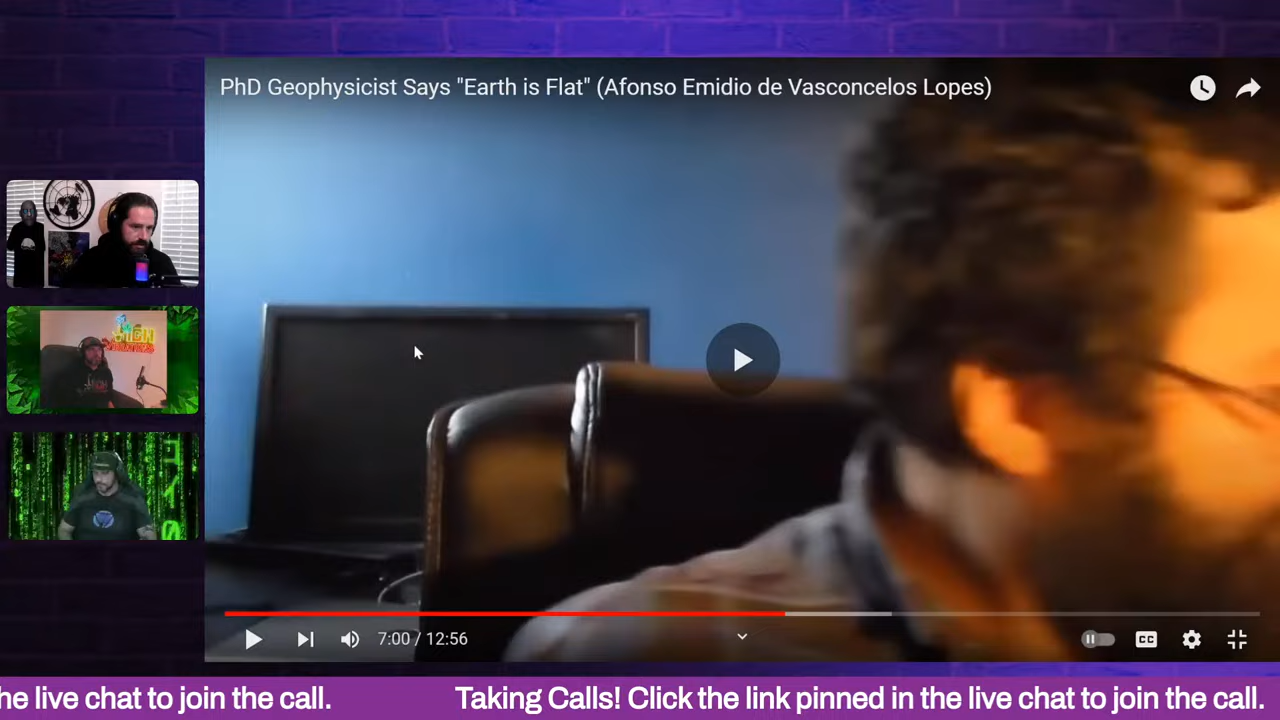 PhD Geophysicist Says "Earth is Flat" (Afonso Emidio de Vasconcelos Lopes)
7:00 / 12:56
CC
he live chat to join the call.
Taking Calls! Click the link pinned in the live chat to join the call.